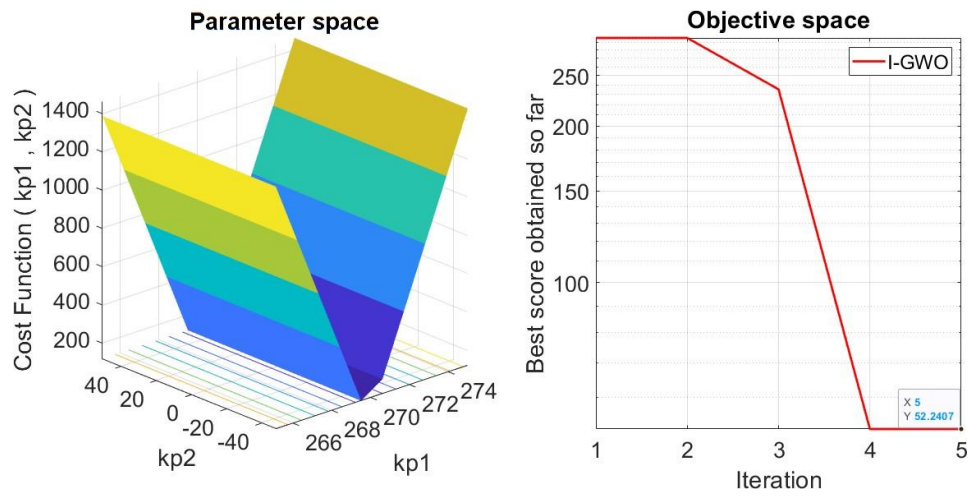 Parameter space
1400
1200
1000
800
600
400
200
Cost Function ( kp1 , kp2 )
40
20
0
-20
-40
kp2
266
268
270
272
274
kp1
Objective space
I-GWO
250
200
150
100
Best score obtained so far
X 5
Y 52.2407
1
2
3
4
5
Iteration